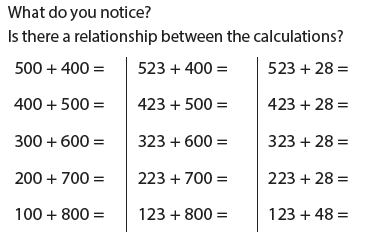 What do you notice?
Is there a relationship between the calculations?
500 + 400 = 523 + 400 = 523 + 28 =
400 + 500 = 423 + 500 = 423 + 28 =
300 + 600 = 323 + 600 = 323 + 28 =
200 + 700 = 223 + 700 = 223 + 28 =
100 + 800 = 123 + 800 = 123 + 48 =